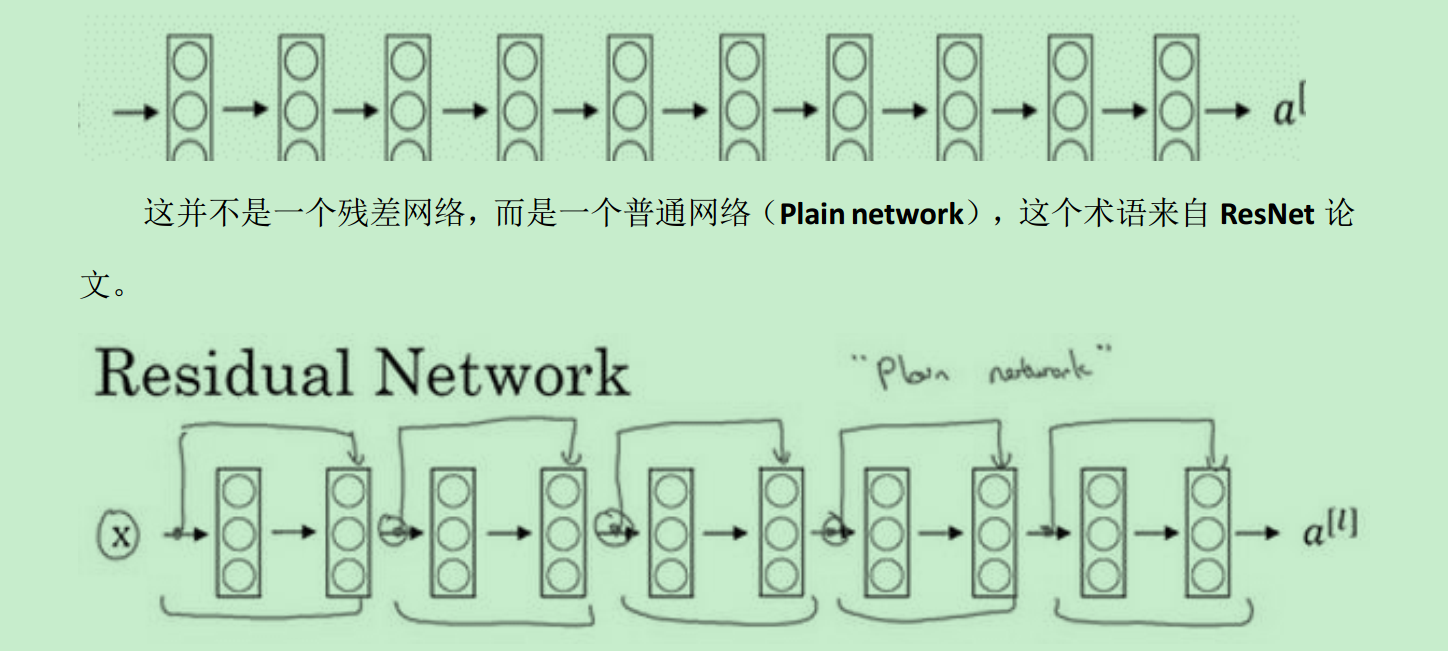 a[
这并不是一个残差网络，而是一个普通网络（Plain network），这个术语来自 ResNet 论
文。
Residual Network "Plain network"
x a[l]